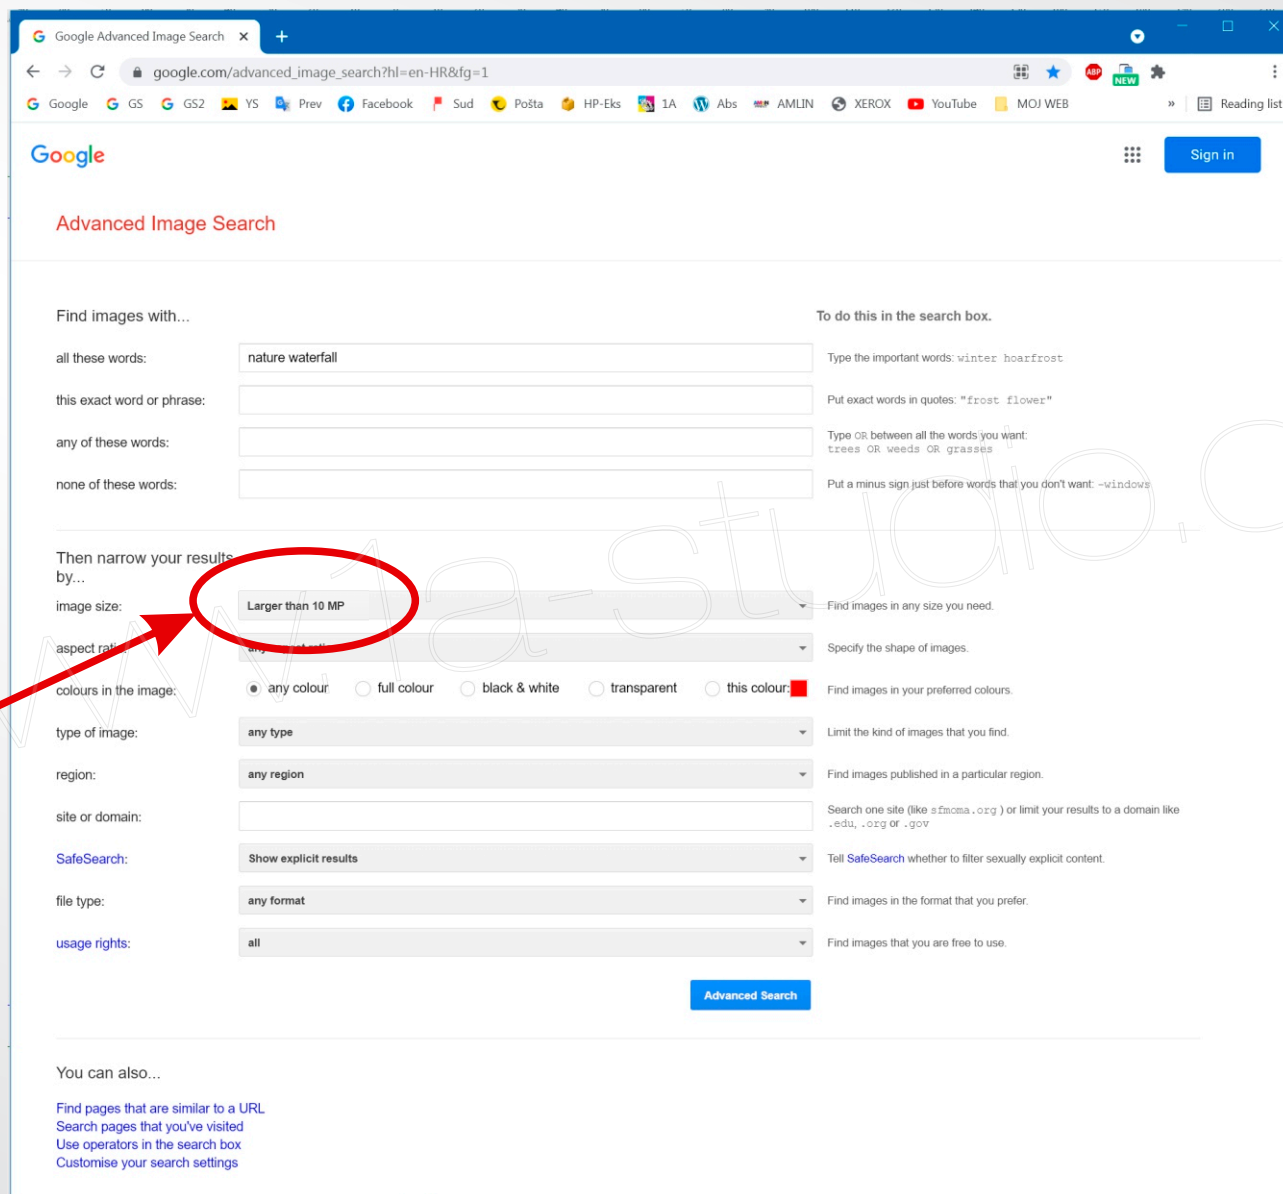 Google Advanced Image Search
google.com/advanced_image_search?hl=en-HR&fg=1
ABP
NEW
Google GS GS2 YS Prev Facebook Sud Pošta HP-Eks 1A Abs AMLIN XEROX YouTube MOJ WEB » Reading list
Google
Sign in
Advanced Image Search
Find images with... To do this in the search box.
all these words: nature waterfall Type the important words: winter hoarfrost
this exact word or phrase: Put exact words in quotes: "frost flower"
any of these words: Type OR between all the words you want:
trees OR weeds OR grasses
none of these words: Put a minus sign just before words that you don't want: -windows
Then narrow your results
by...
image size: Larger than 10 MP Find images in any size you need.
aspect ratio: any aspect ratio Specify the shape of images.
colours in the image: any colour full colour black & white transparent this colour: Find images in your preferred colours.
type of image: any type Limit the kind of images that you find.
region: any region Find images published in a particular region.
site or domain: Search one site (like sfmoma.org ) or limit your results to a domain like
.edu, .org or .gov
SafeSearch: Show explicit results Tell SafeSearch whether to filter sexually explicit content.
file type: any format Find images in the format that you prefer.
usage rights: all Find images that you are free to use.
Advanced Search
You can also...
Find pages that are similar to a URL
Search pages that you've visited
Use operators in the search box
Customise your search settings
www.1a-studio.c